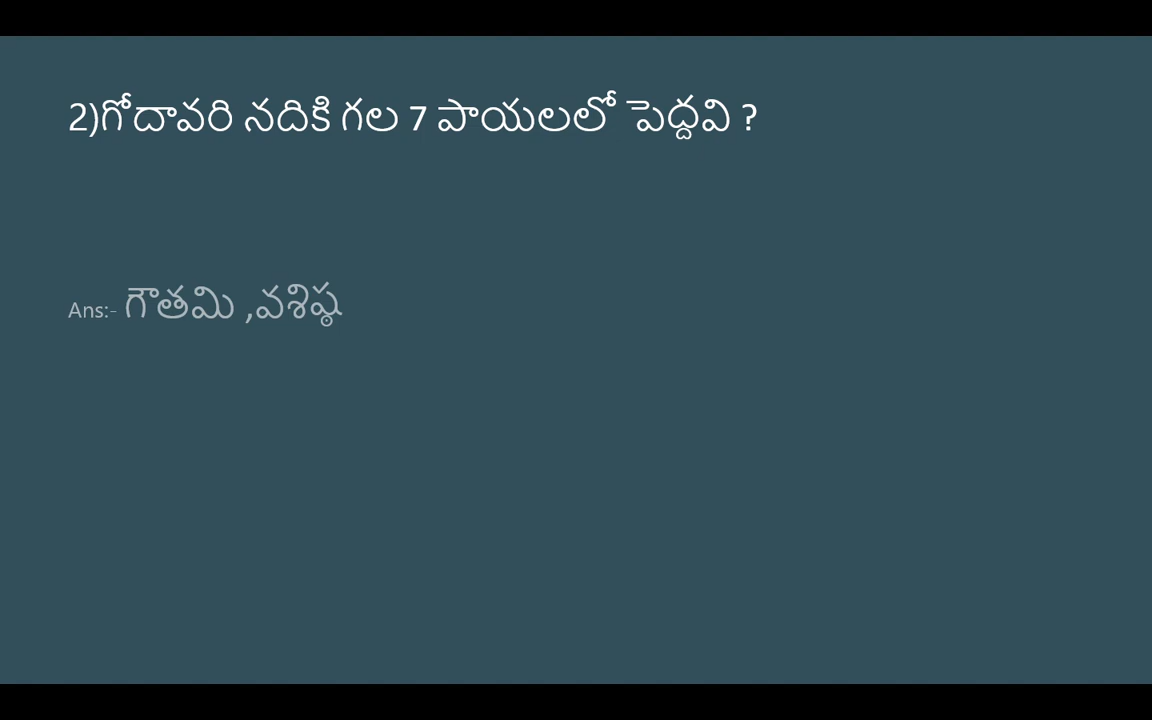 2)గోదావరి నదికి గల 7 పాయలలో పెద్దవి ?
Ans:- గౌతమి ,వశిష్ఠ